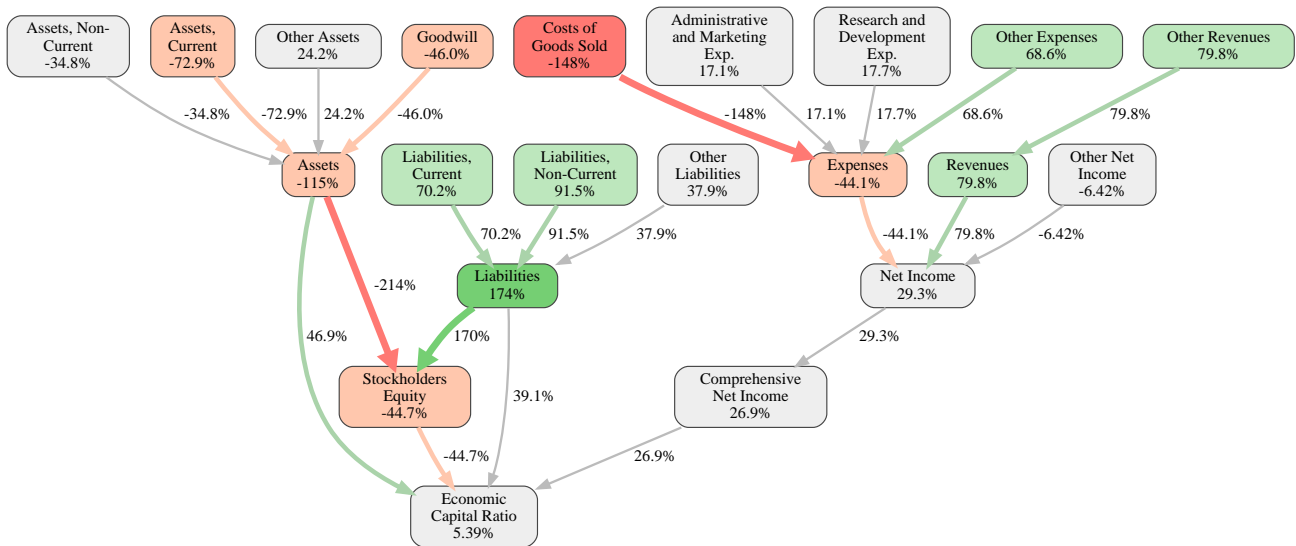 Assets, Non-
Current
-34.8%
Assets,
Current
-72.9%
Other Assets
24.2%
Goodwill
-46.0%
Costs of
Goods Sold
-148%
Administrative
and Marketing
Exp.
17.1%
Research and
Development
Exp.
17.7%
Other Expenses
68.6%
Other Revenues
79.8%
-34.8%
-72.9%
24.2%
-46.0%
-148%
17.1%
17.7%
68.6%
79.8%
Assets
-115%
Liabilities,
Current
70.2%
Liabilities,
Non-Current
91.5%
Other
Liabilities
37.9%
Expenses
-44.1%
Revenues
79.8%
Other Net
Income
-6.42%
70.2%
91.5%
37.9%
-44.1%
79.8%
-6.42%
Liabilities
174%
Net Income
29.3%
-214%
46.9%
170%
39.1%
29.3%
Stockholders
Equity
-44.7%
Comprehensive
Net Income
26.9%
-44.7%
26.9%
Economic
Capital Ratio
5.39%